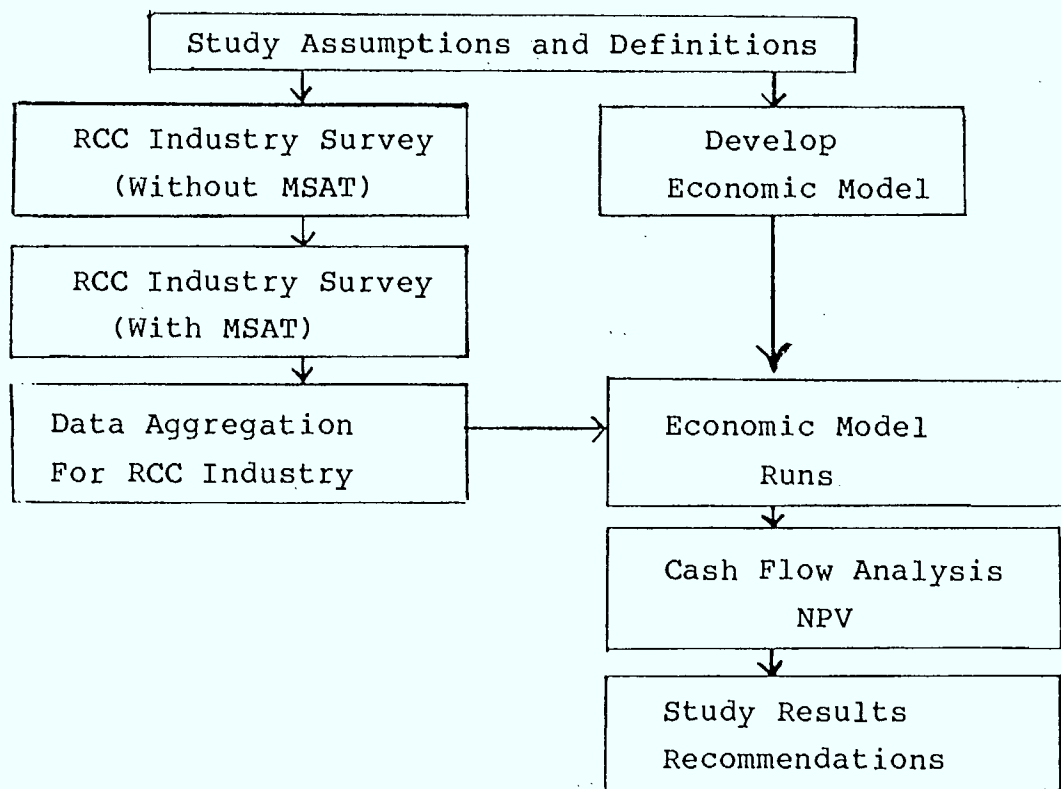 Study Assumptions and Definitions
RCC Industry Survey
(Without MSAT)
Develop
Economic Model
RCC Industry Survey
(With MSAT)
Data Aggregation
For RCC Industry
Economic Model
Runs
Cash Flow Analysis
NPV
Study Results
Recommendations